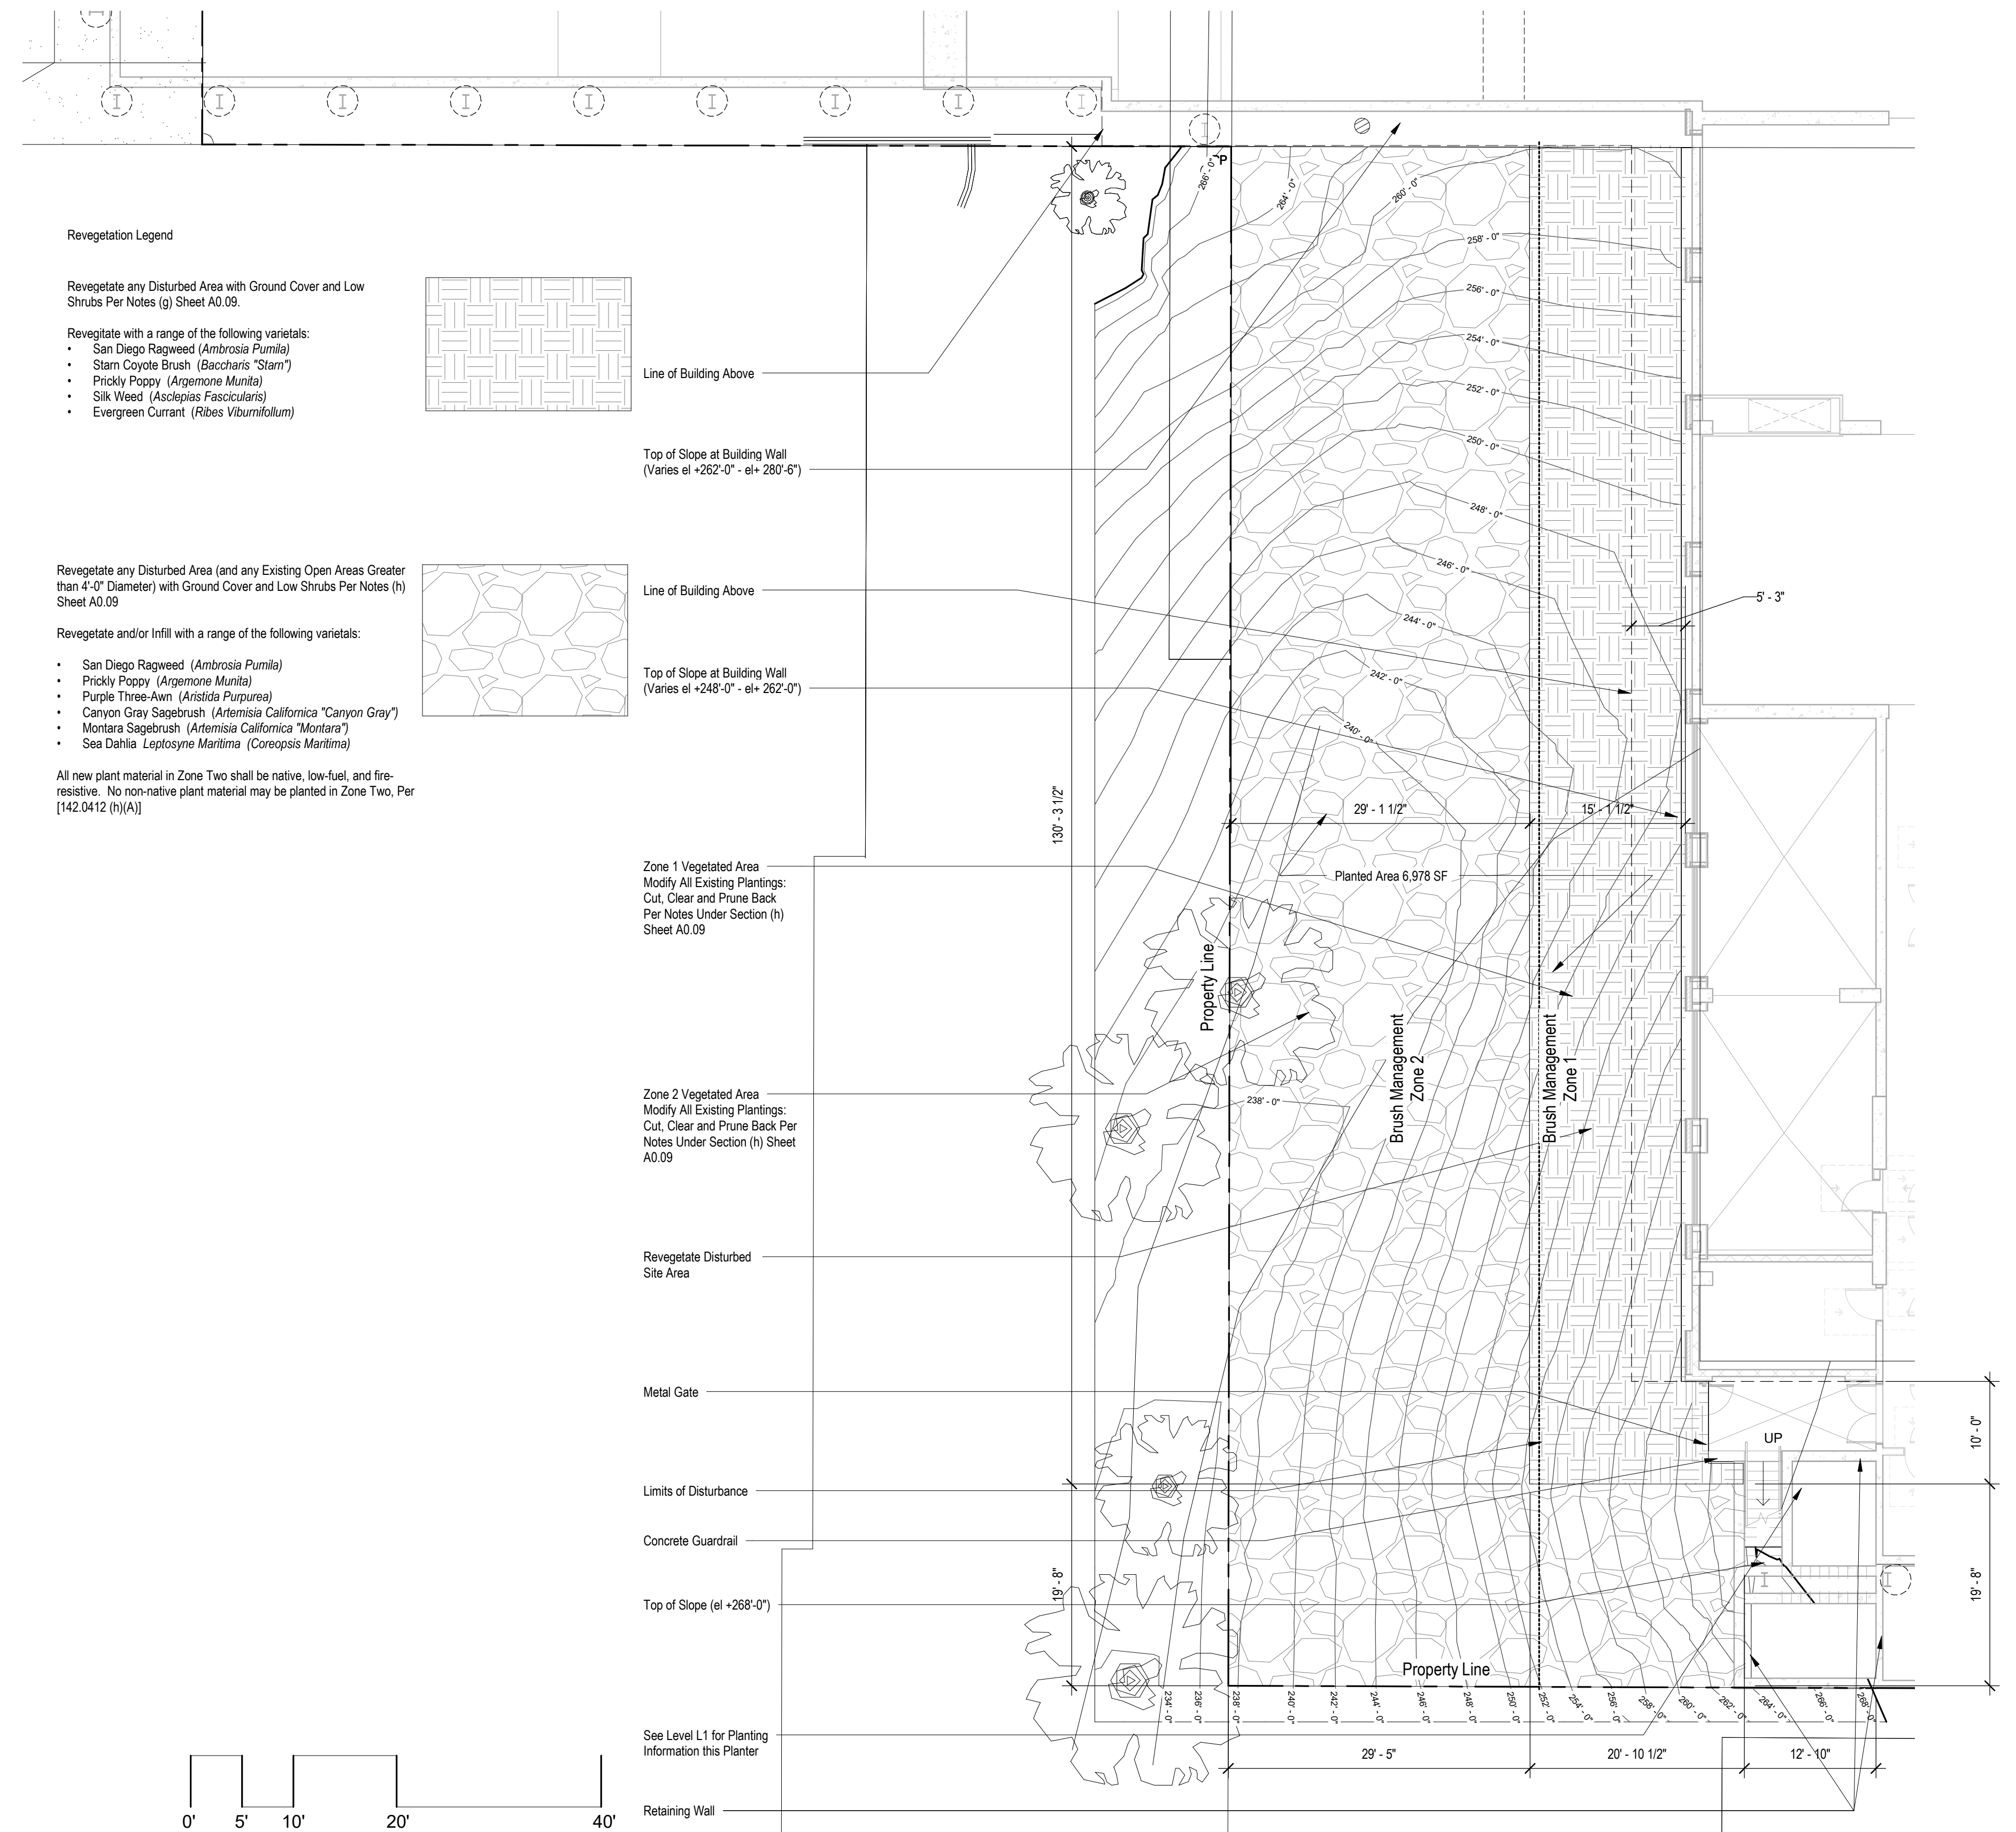 Revegetation Legend
Revegetate any Disturbed Area with Ground Cover and Low
Shrubs Per Notes (g) Sheet A0.09.
Revegitate with a range of the following varietals:
• San Diego Ragweed (Ambrosia Pumila)
• Starn Coyote Brush (Baccharis "Starn")
• Prickly Poppy (Argemone Munita)
• Silk Weed (Asclepias Fascicularis)
• Evergreen Currant (Ribes Viburnifollum)
Revegetate any Disturbed Area (and any Existing Open Areas Greater
than 4'-0" Diameter) with Ground Cover and Low Shrubs Per Notes (h)
Sheet A0.09
Revegetate and/or Infill with a range of the following varietals:
• San Diego Ragweed (Ambrosia Pumila)
• Prickly Poppy (Argemone Munita)
• Purple Three-Awn (Aristida Purpurea)
• Canyon Gray Sagebrush (Artemisia Californica "Canyon Gray")
• Montara Sagebrush (Artemisia Californica "Montara")
• Sea Dahlia Leptosyne Maritima (Coreopsis Maritima)
All new plant material in Zone Two shall be native, low-fuel, and fire-
resistive. No non-native plant material may be planted in Zone Two, Per
[142.0412 (h)(A)]
Line of Building Above
Top of Slope at Building Wall
(Varies el +262'-0" - el+ 280'-6")
Line of Building Above
Top of Slope at Building Wall
(Varies el +248'-0" - el+ 262'-0")
Zone 1 Vegetated Area
Modify All Existing Plantings:
Cut, Clear and Prune Back
Per Notes Under Section (h)
Sheet A0.09
Zone 2 Vegetated Area
Modify All Existing Plantings:
Cut, Clear and Prune Back Per
Notes Under Section (h) Sheet
A0.09
Revegetate Disturbed
Site Area
Metal Gate
Limits of Disturbance
Concrete Guardrail
Top of Slope (el +268'-0")
See Level L1 for Planting
Information this Planter
Retaining Wall
266' - 0"
264' - 0"
260' - 0"
258' - 0"
256' - 0"
254' - 0"
252' - 0"
250' - 0"
248' - 0"
246' - 0"
244' - 0"
242' - 0"
240' - 0"
238' - 0"
5' - 3"
130' - 3 1/2"
29' - 1 1/2"
15' - 1 1/2"
Planted Area 6,978 SF
Property Line
Brush Management
Zone 2
Brush Management
Zone 1
UP
10' - 0"
19' - 8"
19' - 8"
Property Line
234' - 0"
236' - 0"
238' - 0"
240' - 0"
242' - 0"
244' - 0"
246' - 0"
248' - 0"
250' - 0"
252' - 0"
254' - 0"
256' - 0"
258' - 0"
260' - 0"
262' - 0"
264' - 0"
266' - 0"
268' - 0"
29' - 5"
20' - 10 1/2"
12' - 10"
0' 5' 10' 20' 40'